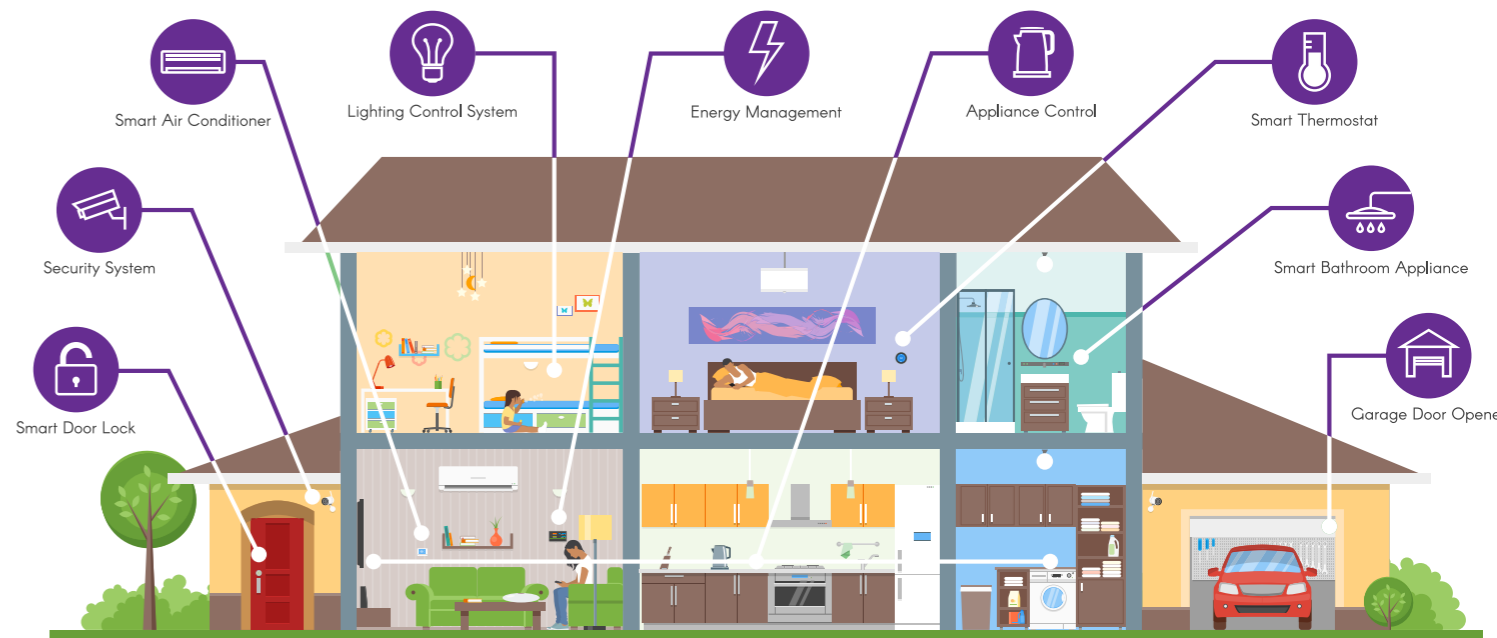 Smart Air Conditioner
Lighting Control System
Energy Management
Appliance Control
Smart Thermostat
Security System
Smart Bathroom Appliance
Smart Door Lock
Garage Door Opene